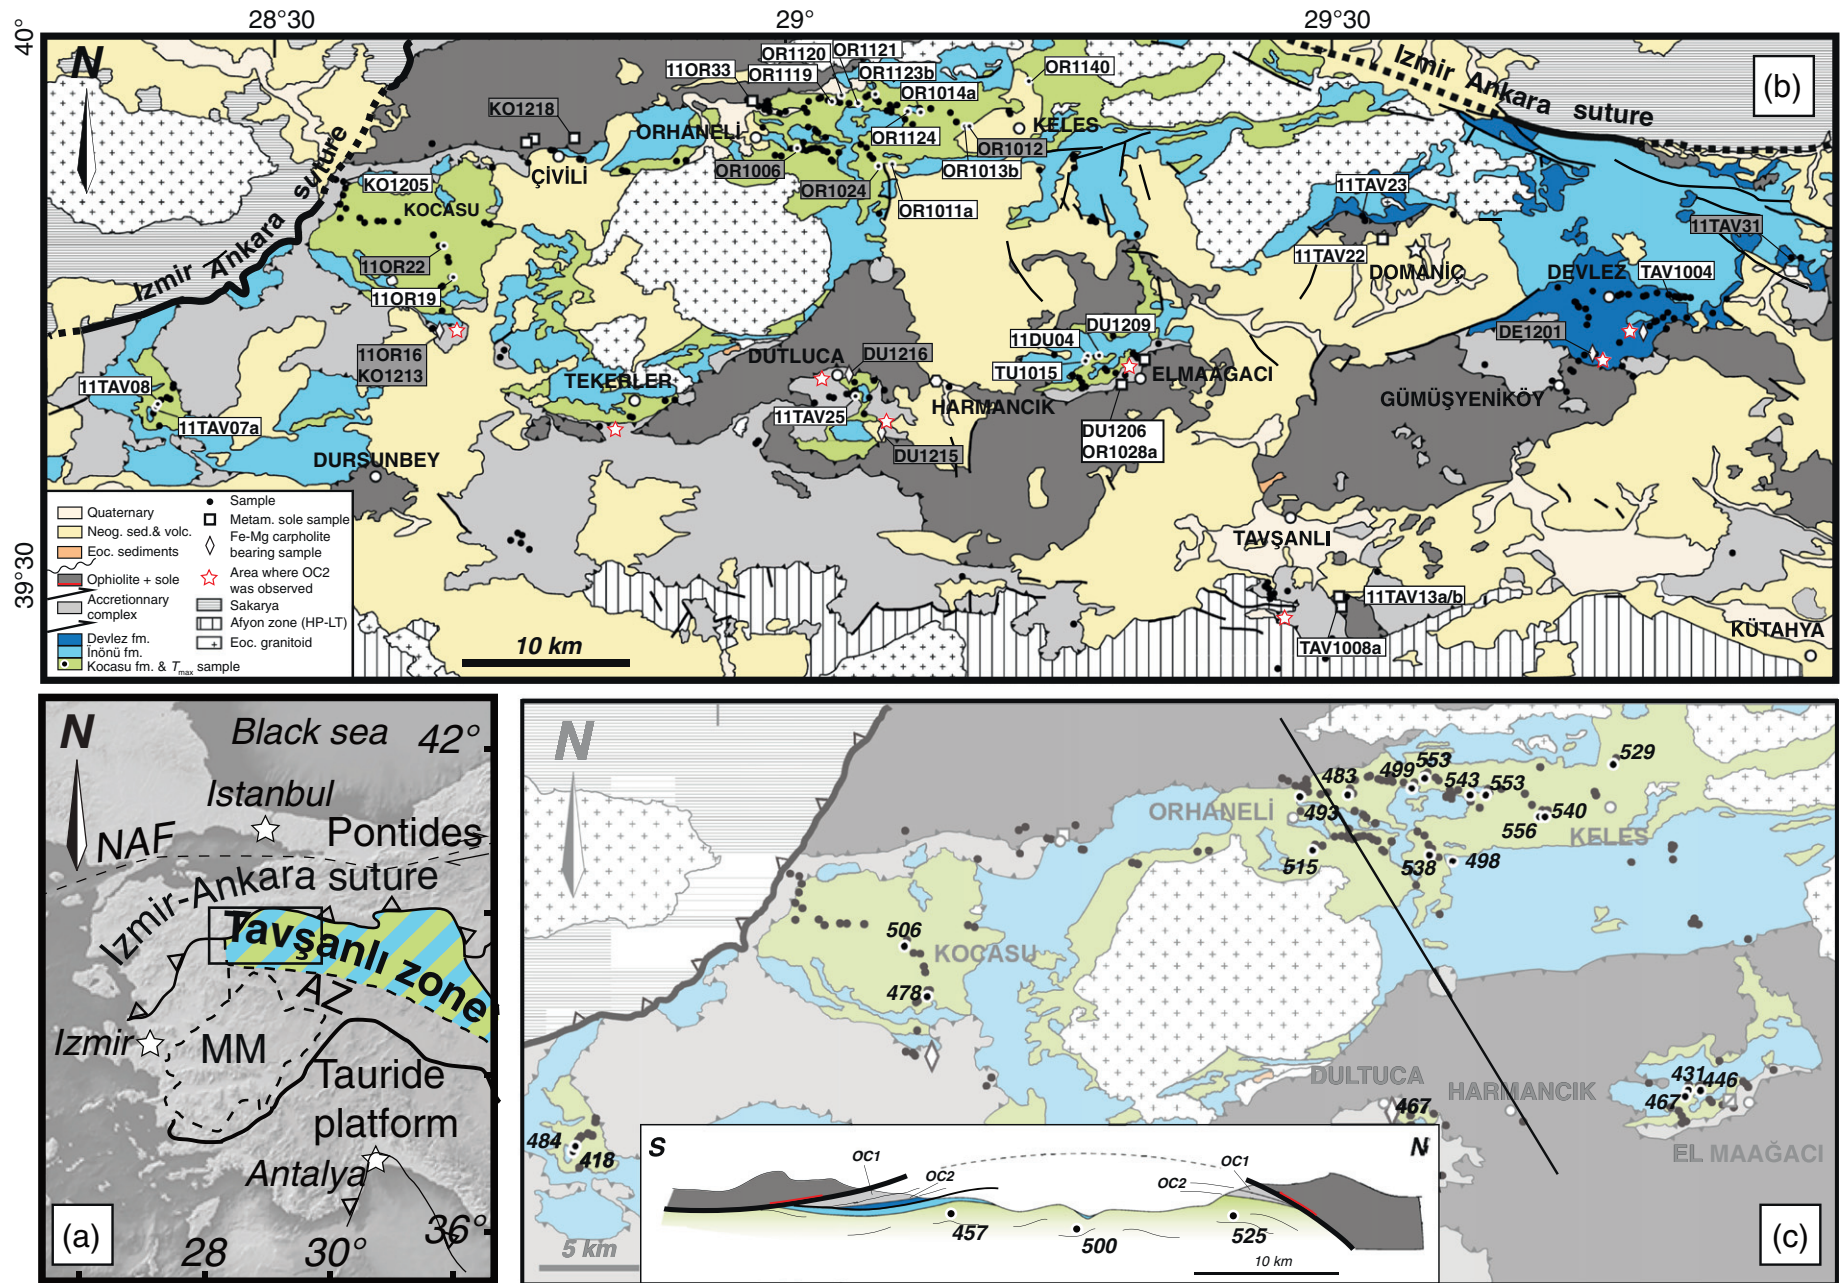 28°30
29°
29°30
40°
39°30
N
(b)
Izmir Ankara suture
Izmir Ankara suture
OR1120
OR1121
11OR33
OR1119
OR1123b
OR1140
OR1014a
KO1218
ORHANELİ
OR1124
KELES
OR1012
ÇİVİLİ
OR1006
OR1013b
KO1205
OR1024
KOCASU
OR1011a
11TAV23
11TAV31
11OR22
11TAV22
DOMANİÇ
DEVLEZ
TAV1004
11OR19
DU1209
11DU04
DE1201
11OR16
KO1213
DUTLUCA
DU1216
TU1015
ELMAAĞACI
11TAV08
TEKERLER
HARMANCIK
GÜMÜŞYENİKÖY
11TAV25
11TAV07a
DU1206
OR1028a
DURSUNBEY
DU1215
TAVŞANLI
11TAV13a/b
KÜTAHYA
TAV1008a
10 km
Quaternary
Neog. sed.& volc.
Eoc. sediments
Ophiolite + sole
Accretionnary
complex
Devlez fm.
İnönü fm.
Kocasu fm. & Tmax sample
Sample
Metam. sole sample
Fe-Mg carpholite
bearing sample
Area where OC2
was observed
Sakarya
Afyon zone (HP-LT)
Eoc. granitoid
N
Black sea
42°
Istanbul
NAF
Pontides
Izmir-Ankara suture
Tavşanlı zone
AZ
Izmir
MM
Tauride
platform
Antalya
36°
(a)
28
30°
N
529
553
499
483
543
553
ORHANELİ
493
540
556
KELES
515
538
498
506
KOCASU
478
DULTUCA
HARMANCIK
431
446
467
467
484
418
EL MAAĞACI
S
N
OC1
OC2
OC1
OC2
457
500
525
5 km
10 km
(c)